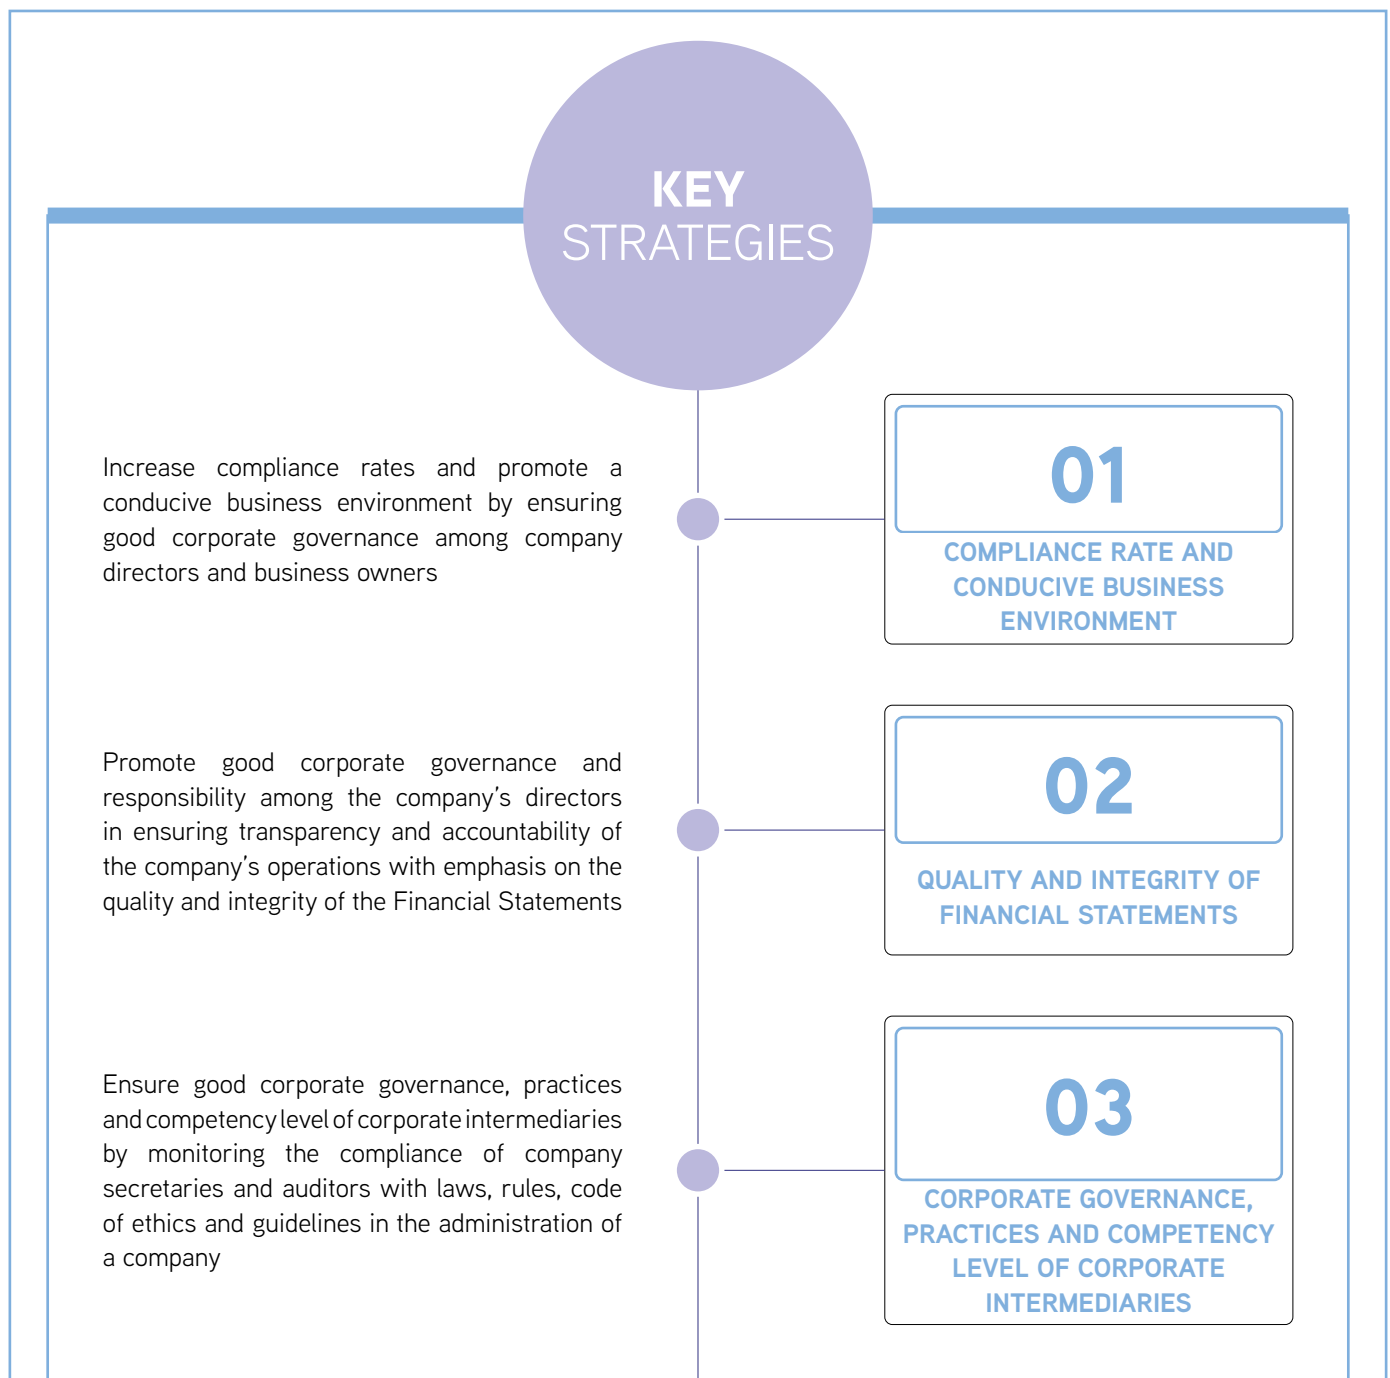 KEY
STRATEGIES
Increase compliance rates and promote a
conducive business environment by ensuring
good corporate governance among company
directors and business owners
01
COMPLIANCE RATE AND
CONDUCIVE BUSINESS
ENVIRONMENT
Promote good corporate governance and
responsibility among the company’s directors
in ensuring transparency and accountability of
the company’s operations with emphasis on the
quality and integrity of the Financial Statements
02
QUALITY AND INTEGRITY OF
FINANCIAL STATEMENTS
Ensure good corporate governance, practices
and competency level of corporate intermediaries
by monitoring the compliance of company
secretaries and auditors with laws, rules, code
of ethics and guidelines in the administration of
a company
03
CORPORATE GOVERNANCE,
PRACTICES AND COMPETENCY
LEVEL OF CORPORATE
INTERMEDIARIES